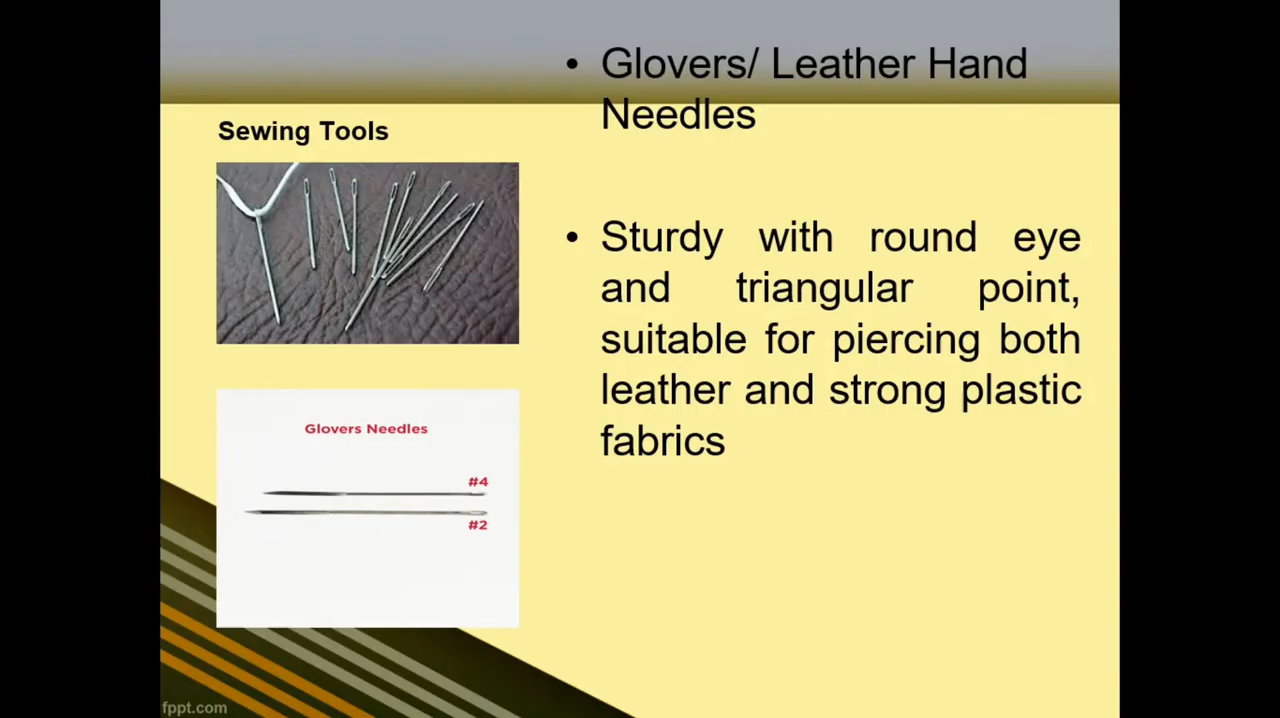 Sewing Tools
• Glovers/ Leather Hand
Needles
• Sturdy with round eye
and triangular point,
suitable for piercing both
leather and strong plastic
fabrics
Glovers Needles
#4
#2
fppt.com